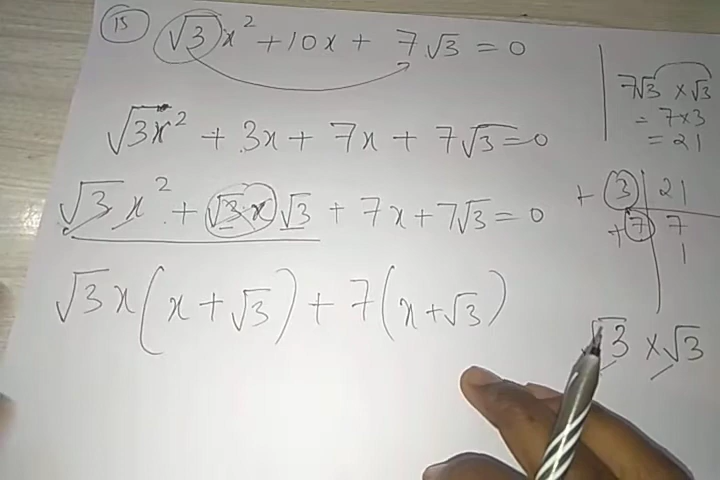 15 √3x² + 10x + 7√3 = 0
√3x² + 3x + 7x + 7√3 = 0
√3x² + √3x√3 + 7x + 7√3 = 0
√3x(x + √3) + 7(x + √3)
7√3 × √3
= 7×3
= 21
+ 3 | 21
+ 7 | 7
1
√3 × √3